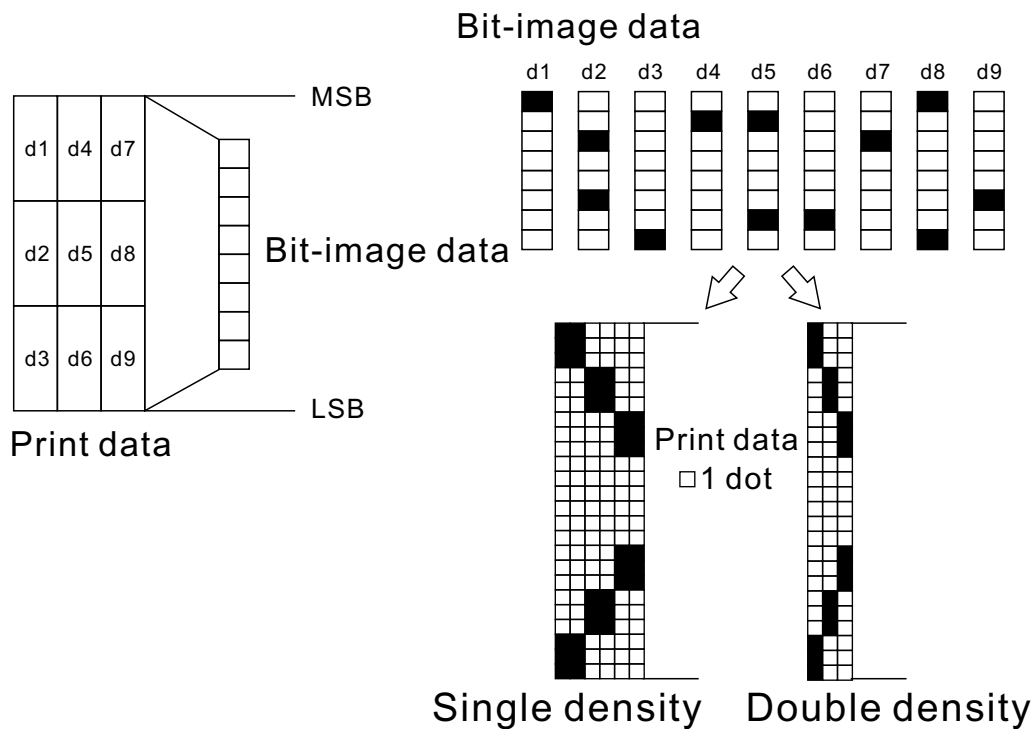 Bit-image data
d1 d2 d3 d4 d5 d6 d7 d8 d9
MSB
d1 d4 d7
d2 d5 d8
Bit-image data
d3 d6 d9
LSB
Print data
Print data
1 dot
Single density
Double density